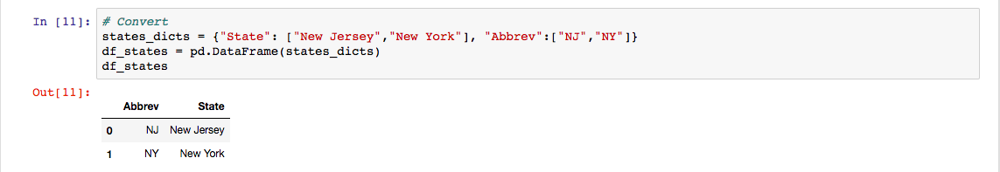 In [11]: # Convert
states_dicts = {"State": ["New Jersey","New York"], "Abbrev":["NJ","NY"]}
df_states = pd.DataFrame(states_dicts)
df_states
Out[11]:
Abbrev State
0 NJ New Jersey
1 NY New York